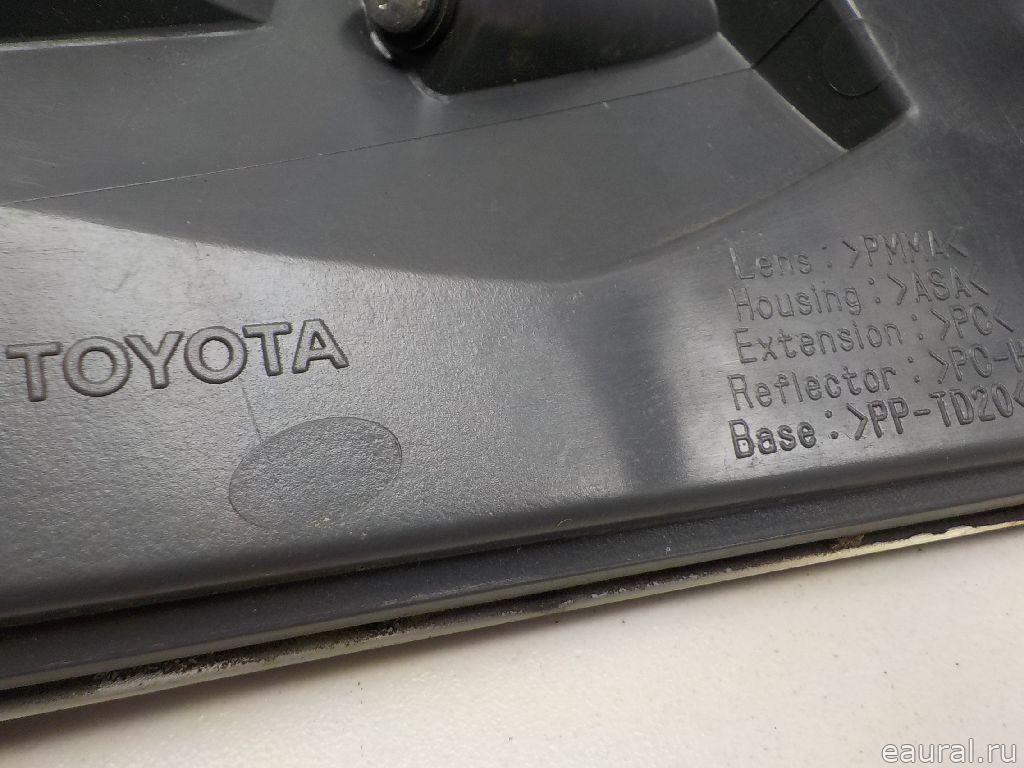 TOYOTA
Lens : >PMMA<
Housing : >ASA<
Extension : >PC<
Reflector : >PC-H
Base : >PP-TD20<
eaural.ru